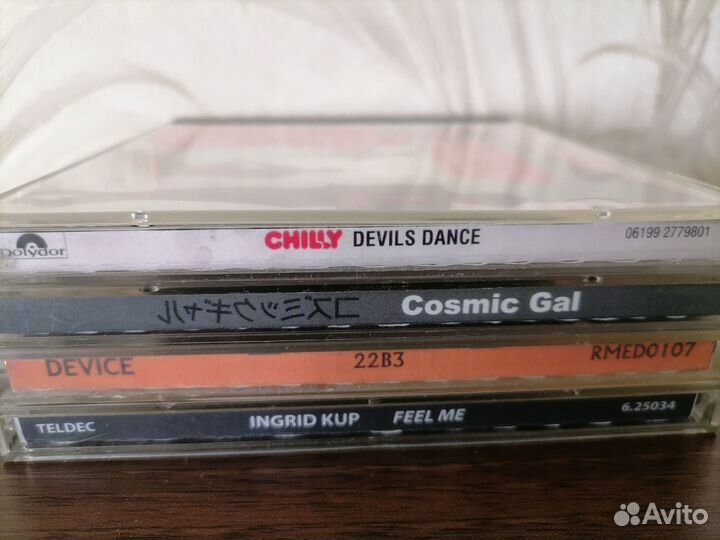 polydor CHILLY DEVILS DANCE 06199 2779801
コズミックギャル Cosmic Gal
DEVICE 22B3 RMED0107
TELDEC INGRID KUP FEEL ME 6.25034
Avito